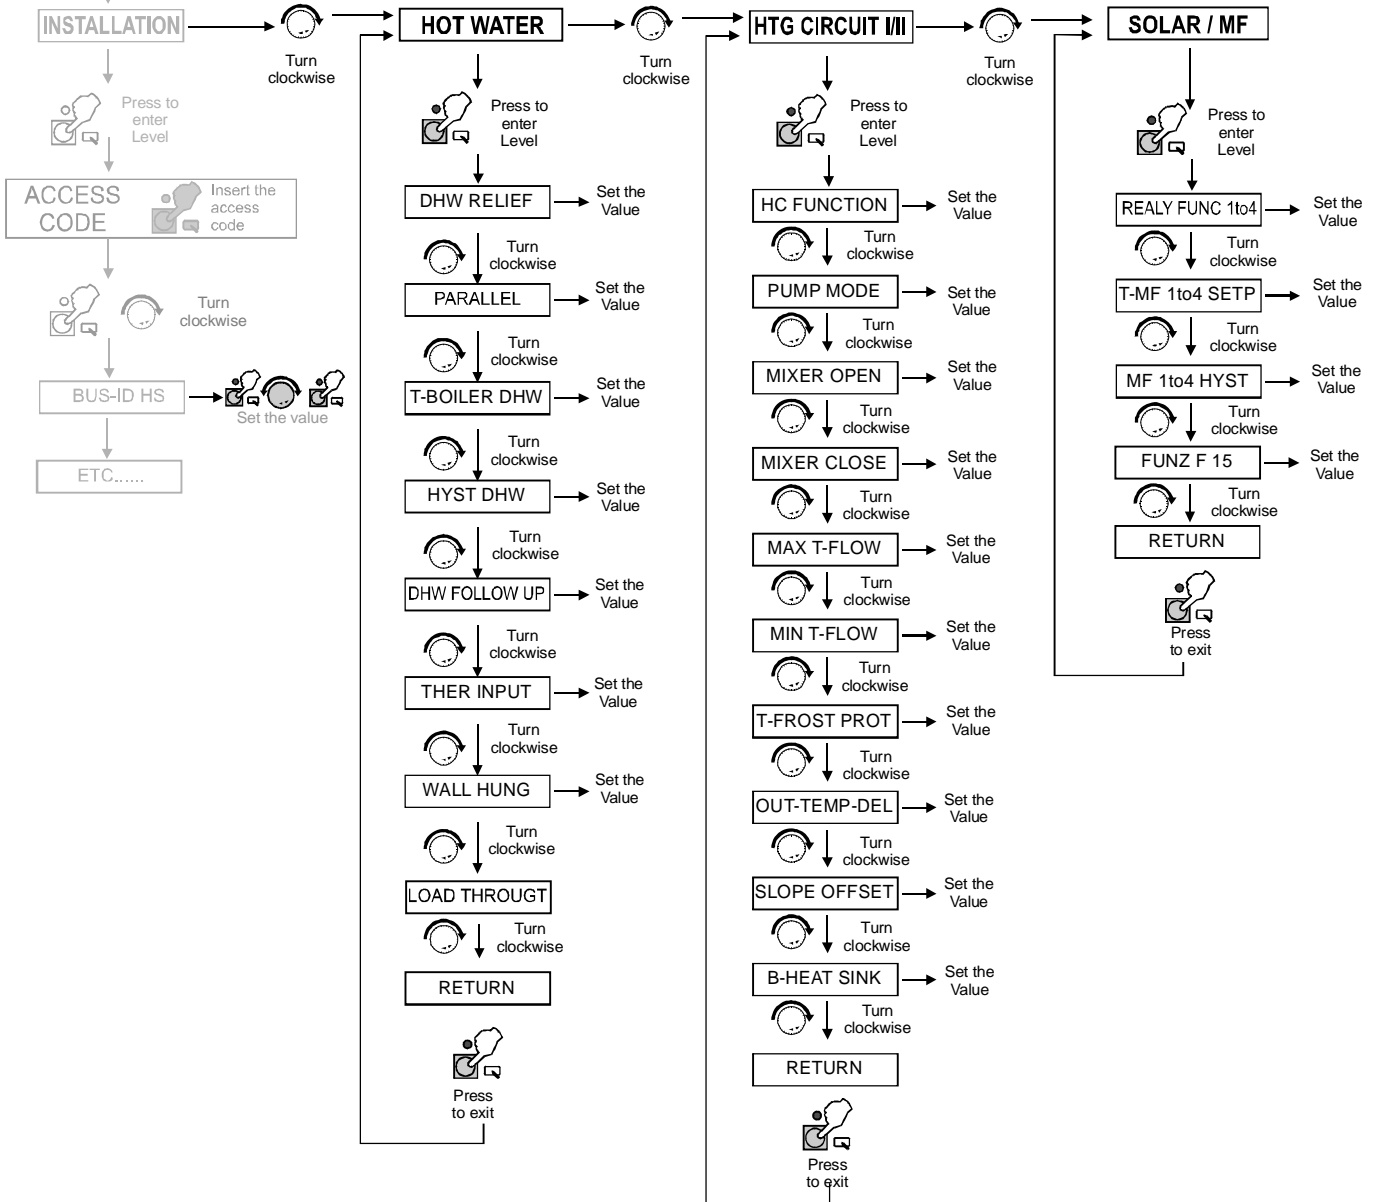 INSTALLATION
Turn
clockwise
Press to
enter
Level
ACCESS
CODE
Insert the
access
code
Turn
clockwise
BUS-ID HS
Set the value
ETC......
HOT WATER
Turn
clockwise
Press to
enter
Level
DHW RELIEF
Set the
Value
Turn
clockwise
PARALLEL
Set the
Value
Turn
clockwise
T-BOILER DHW
Set the
Value
Turn
clockwise
HYST DHW
Set the
Value
Turn
clockwise
DHW FOLLOW UP
Set the
Value
Turn
clockwise
THER INPUT
Set the
Value
Turn
clockwise
WALL HUNG
Set the
Value
Turn
clockwise
LOAD THROUGT
Turn
clockwise
RETURN
Press
to exit
HTG CIRCUIT I/II
Turn
clockwise
Press to
enter
Level
HC FUNCTION
Set the
Value
Turn
clockwise
PUMP MODE
Set the
Value
Turn
clockwise
MIXER OPEN
Set the
Value
Turn
clockwise
MIXER CLOSE
Set the
Value
Turn
clockwise
MAX T-FLOW
Set the
Value
Turn
clockwise
MIN T-FLOW
Set the
Value
Turn
clockwise
T-FROST PROT
Set the
Value
Turn
clockwise
OUT-TEMP-DEL
Set the
Value
Turn
clockwise
SLOPE OFFSET
Set the
Value
Turn
clockwise
B-HEAT SINK
Set the
Value
Turn
clockwise
RETURN
Press
to exit
SOLAR / MF
Press to
enter
Level
REALY FUNC 1to4
Set the
Value
Turn
clockwise
T-MF 1to4 SETP
Set the
Value
Turn
clockwise
MF 1to4 HYST
Set the
Value
Turn
clockwise
FUNZ F 15
Set the
Value
Turn
clockwise
RETURN
Press
to exit